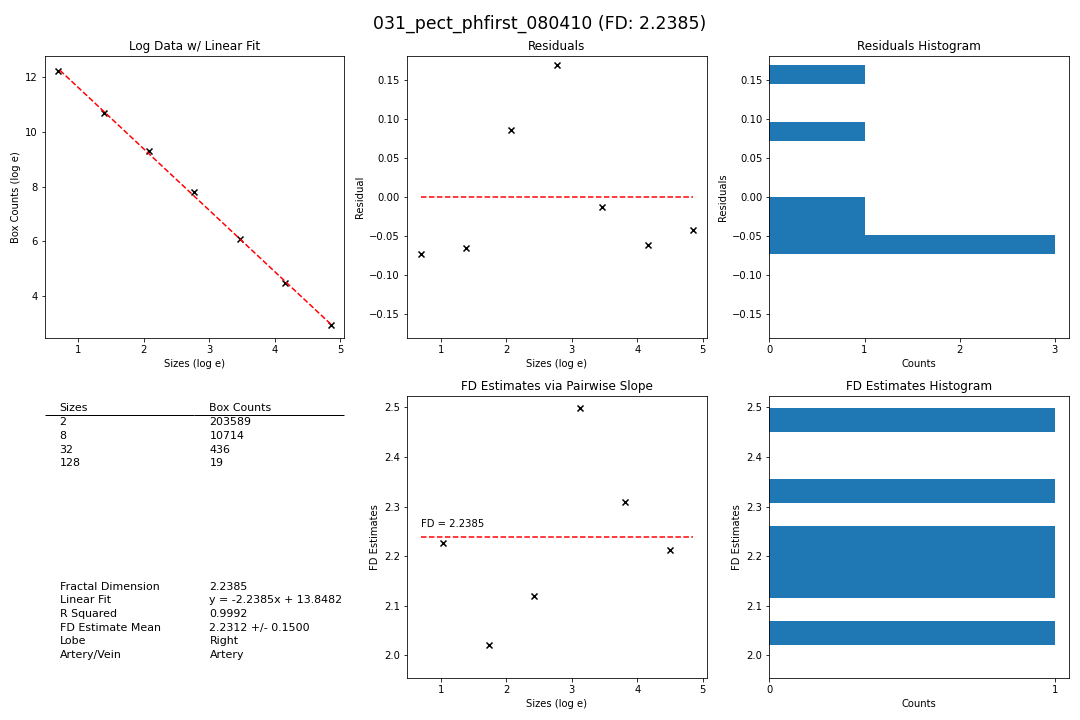 031_pect_phfirst_080410 (FD: 2.2385)
Log Data w/ Linear Fit
12
10
8
6
4
Box Counts (log e)
1 2 3 4 5
Sizes (log e)
Residuals
0.15
0.10
0.05
0.00
−0.05
−0.10
−0.15
Residual
1 2 3 4 5
Sizes (log e)
Residuals Histogram
0.15
0.10
0.05
0.00
−0.05
−0.10
−0.15
Residuals
0 1 2 3
Counts
Sizes Box Counts
2 203589
8 10714
32 436
128 19
Fractal Dimension 2.2385
Linear Fit y = -2.2385x + 13.8482
R Squared 0.9992
FD Estimate Mean 2.2312 +/- 0.1500
Lobe Right
Artery/Vein Artery
FD Estimates via Pairwise Slope
2.5
2.4
2.3
2.2
2.1
2.0
FD Estimates
FD = 2.2385
1 2 3 4 5
Sizes (log e)
FD Estimates Histogram
2.5
2.4
2.3
2.2
2.1
2.0
FD Estimates
0 1
Counts